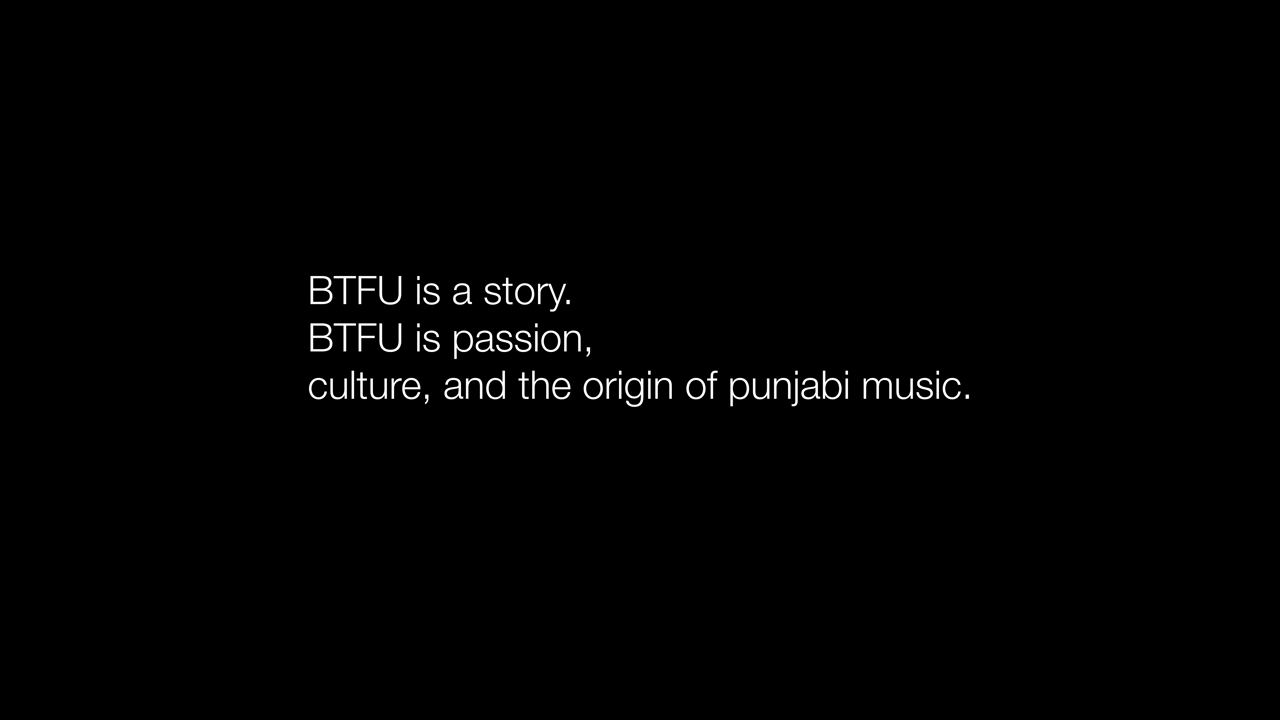 BTFU is a story.
BTFU is passion,
culture, and the origin of punjabi music.